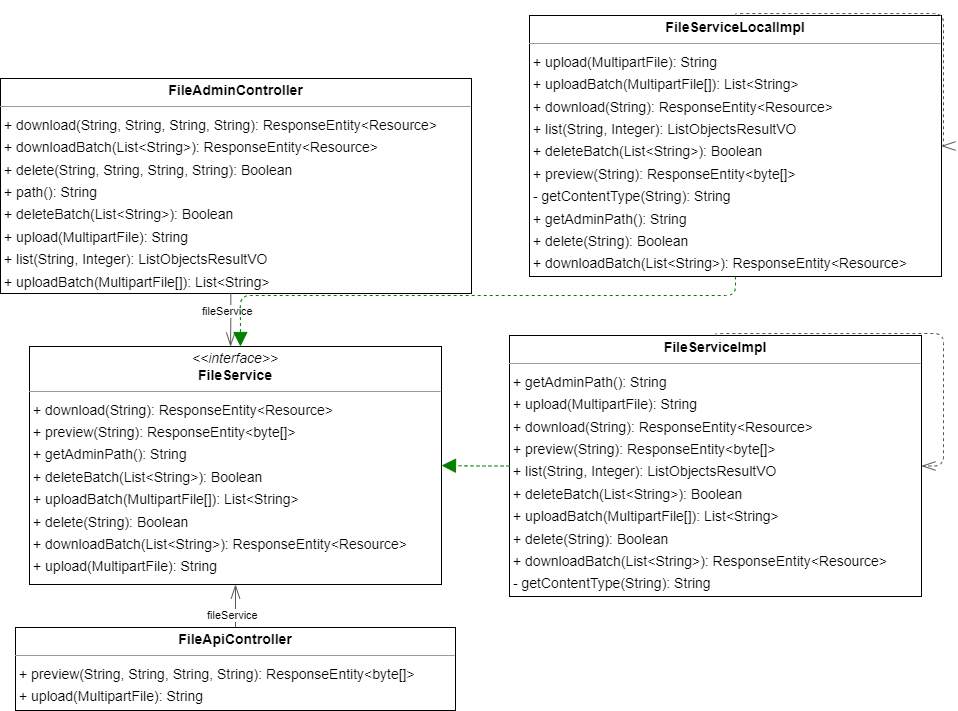 FileServiceLocalImpl
+ upload(MultipartFile): String
+ uploadBatch(MultipartFile[]): List<String>
+ download(String): ResponseEntity<Resource>
+ list(String, Integer): ListObjectsResultVO
+ deleteBatch(List<String>): Boolean
+ preview(String): ResponseEntity<byte[]>
- getContentType(String): String
+ getAdminPath(): String
+ delete(String): Boolean
+ downloadBatch(List<String>): ResponseEntity<Resource>
FileAdminController
+ download(String, String, String, String): ResponseEntity<Resource>
+ downloadBatch(List<String>): ResponseEntity<Resource>
+ delete(String, String, String, String): Boolean
+ path(): String
+ deleteBatch(List<String>): Boolean
+ upload(MultipartFile): String
+ list(String, Integer): ListObjectsResultVO
+ uploadBatch(MultipartFile[]): List<String>
fileService
<<interface>>
FileService
+ download(String): ResponseEntity<Resource>
+ preview(String): ResponseEntity<byte[]>
+ getAdminPath(): String
+ deleteBatch(List<String>): Boolean
+ uploadBatch(MultipartFile[]): List<String>
+ delete(String): Boolean
+ downloadBatch(List<String>): ResponseEntity<Resource>
+ upload(MultipartFile): String
FileServiceImpl
+ getAdminPath(): String
+ upload(MultipartFile): String
+ download(String): ResponseEntity<Resource>
+ preview(String): ResponseEntity<byte[]>
+ list(String, Integer): ListObjectsResultVO
+ deleteBatch(List<String>): Boolean
+ uploadBatch(MultipartFile[]): List<String>
+ delete(String): Boolean
+ downloadBatch(List<String>): ResponseEntity<Resource>
- getContentType(String): String
fileService
FileApiController
+ preview(String, String, String, String): ResponseEntity<byte[]>
+ upload(MultipartFile): String